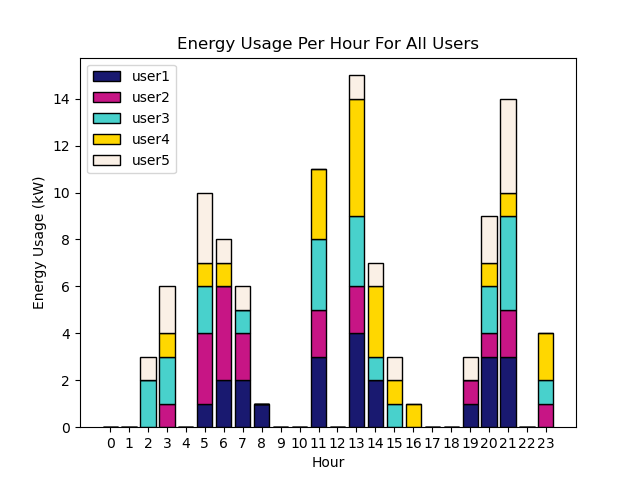 Energy Usage Per Hour For All Users
user1
user2
user3
user4
user5
Energy Usage (kW)
14
12
10
8
6
4
2
0
0 1 2 3 4 5 6 7 8 9 10 11 12 13 14 15 16 17 18 19 20 21 22 23
Hour